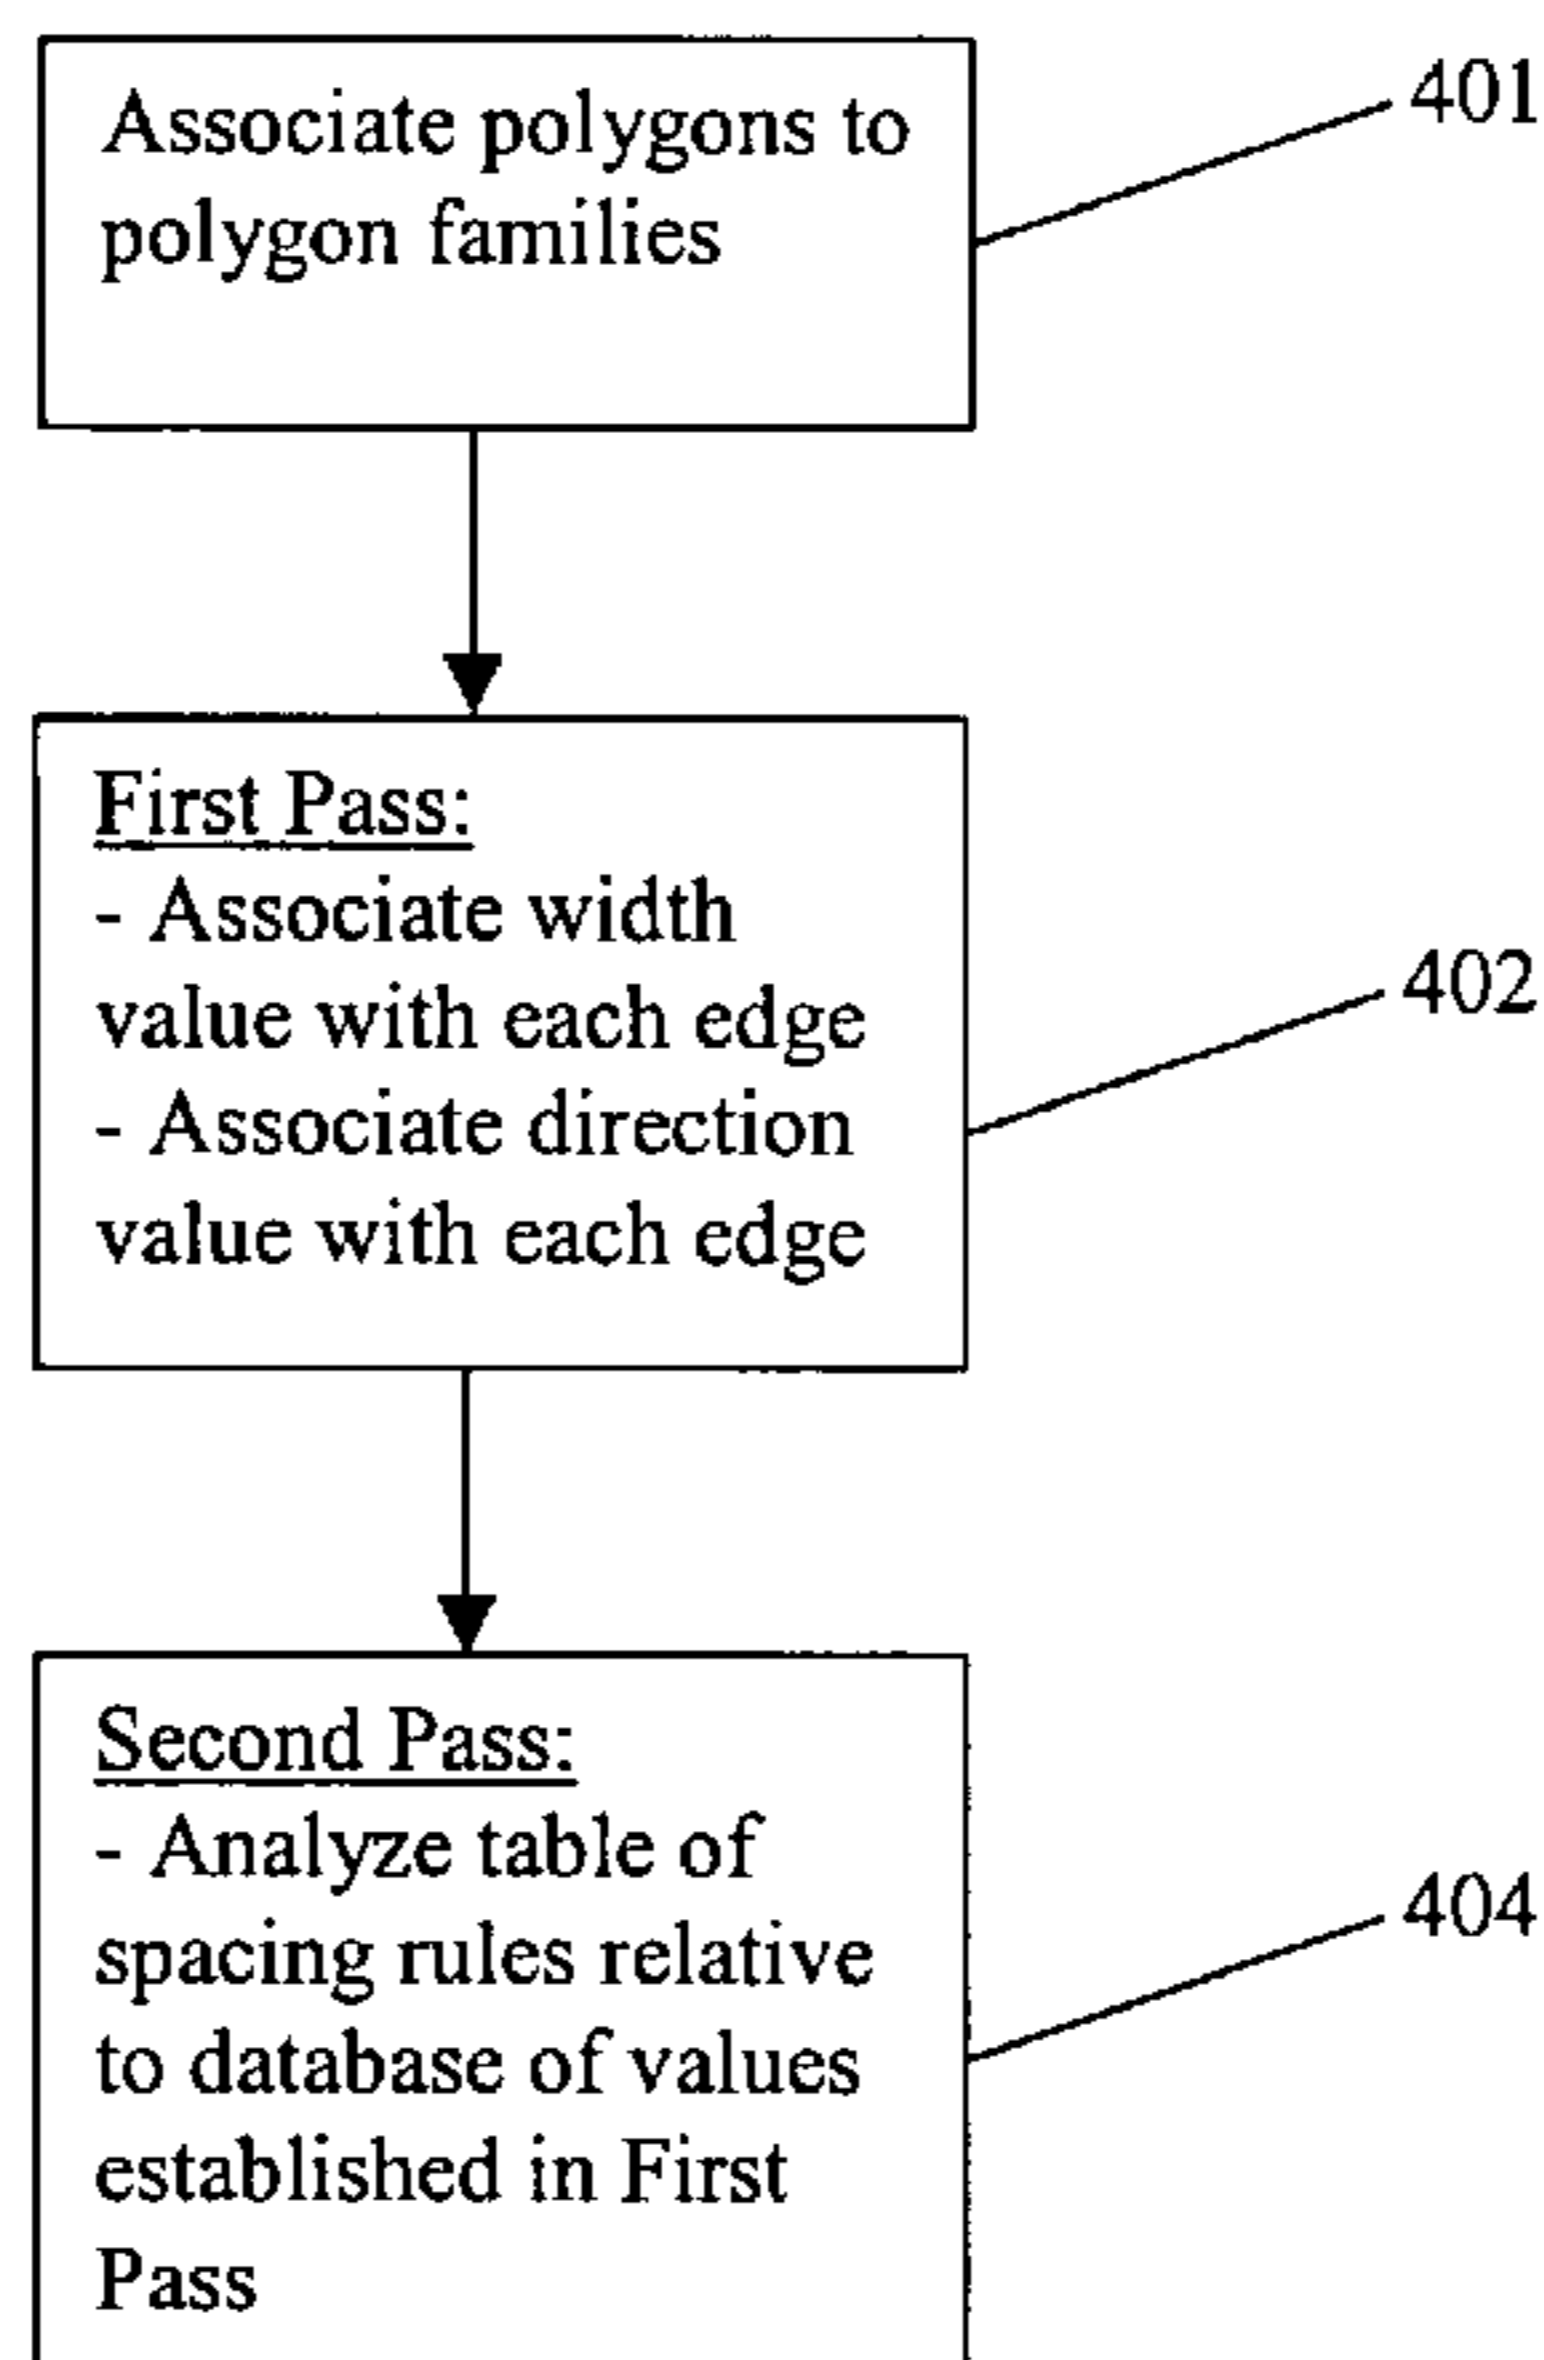 Associate polygons to
polygon families
401
First Pass:
- Associate width
value with each edge
- Associate direction
value with each edge
402
Second Pass:
- Analyze table of
spacing rules relative
to database of values
established in First
Pass
404